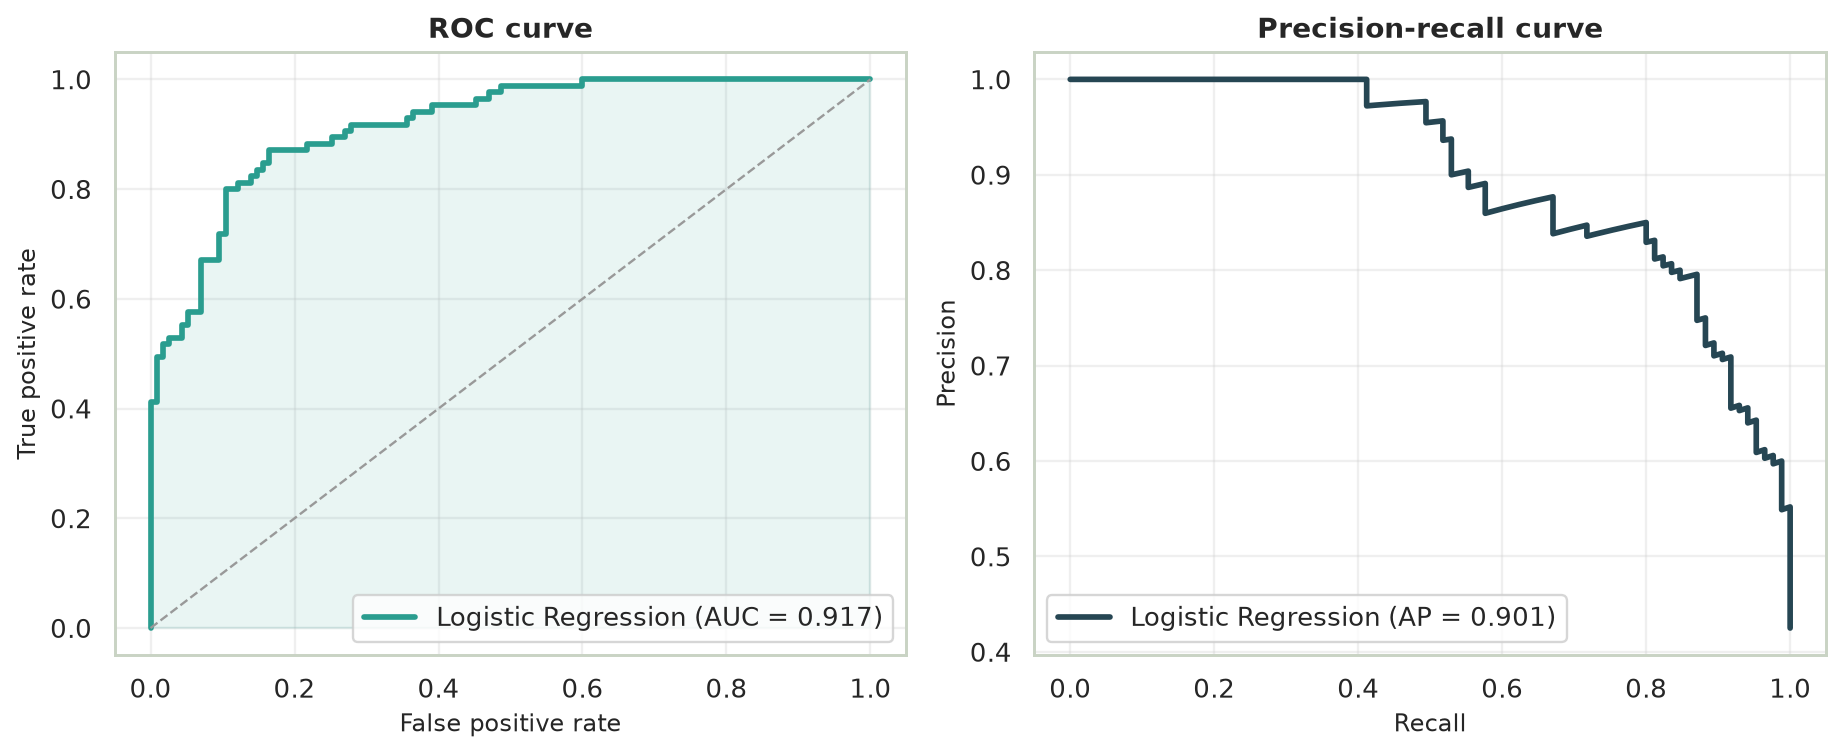 ROC curve
1.0
0.8
0.6
0.4
0.2
0.0
True positive rate
0.0 0.2 0.4 0.6 0.8 1.0
False positive rate
Logistic Regression (AUC = 0.917)
Precision-recall curve
1.0
0.9
0.8
0.7
0.6
0.5
0.4
Precision
0.0 0.2 0.4 0.6 0.8 1.0
Recall
Logistic Regression (AP = 0.901)